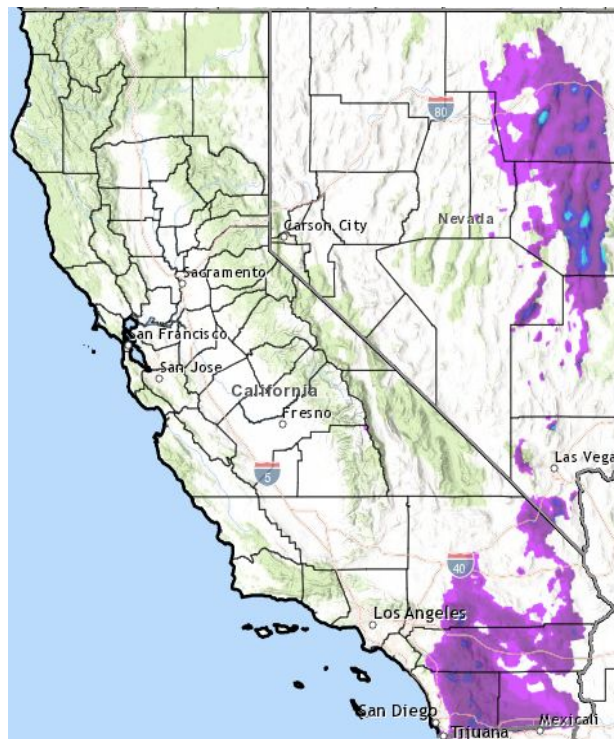 80
Carson City
Nevada
Sacramento
San Francisco
San Jose
California
Fresno
5
Las Vega
40
Los Angeles
San Diego
Mexicali
Tijuana